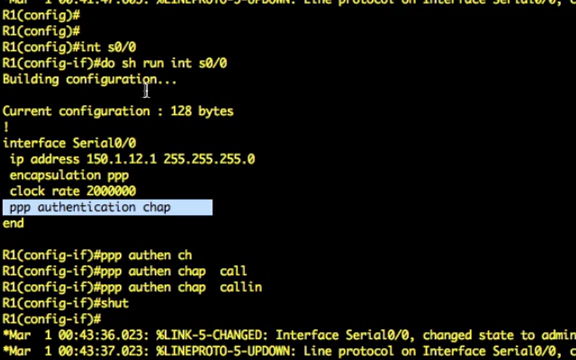 *Mar 1 00:41:47.003: %LINEPROTO-5-UPDOWN: Line protocol on Interface Seria
R1(config)#
R1(config)#
R1(config)#int s0/0
R1(config-if)#do sh run int s0/0
Building configuration...
Current configuration : 128 bytes
!
interface Serial0/0
ip address 150.1.12.1 255.255.255.0
encapsulation ppp
clock rate 2000000
ppp authentication chap
end
R1(config-if)#ppp authen ch
R1(config-if)#ppp authen chap  call
R1(config-if)#ppp authen chap  callin
R1(config-if)#shut
R1(config-if)#
*Mar  1 00:43:36.023: %LINK-5-CHANGED: Interface Serial0/0, changed state to admin
*Mar  1 00:43:37.023: %LINEPROTO-5-UPDOWN: Line protocol on Interface Serial0/0,